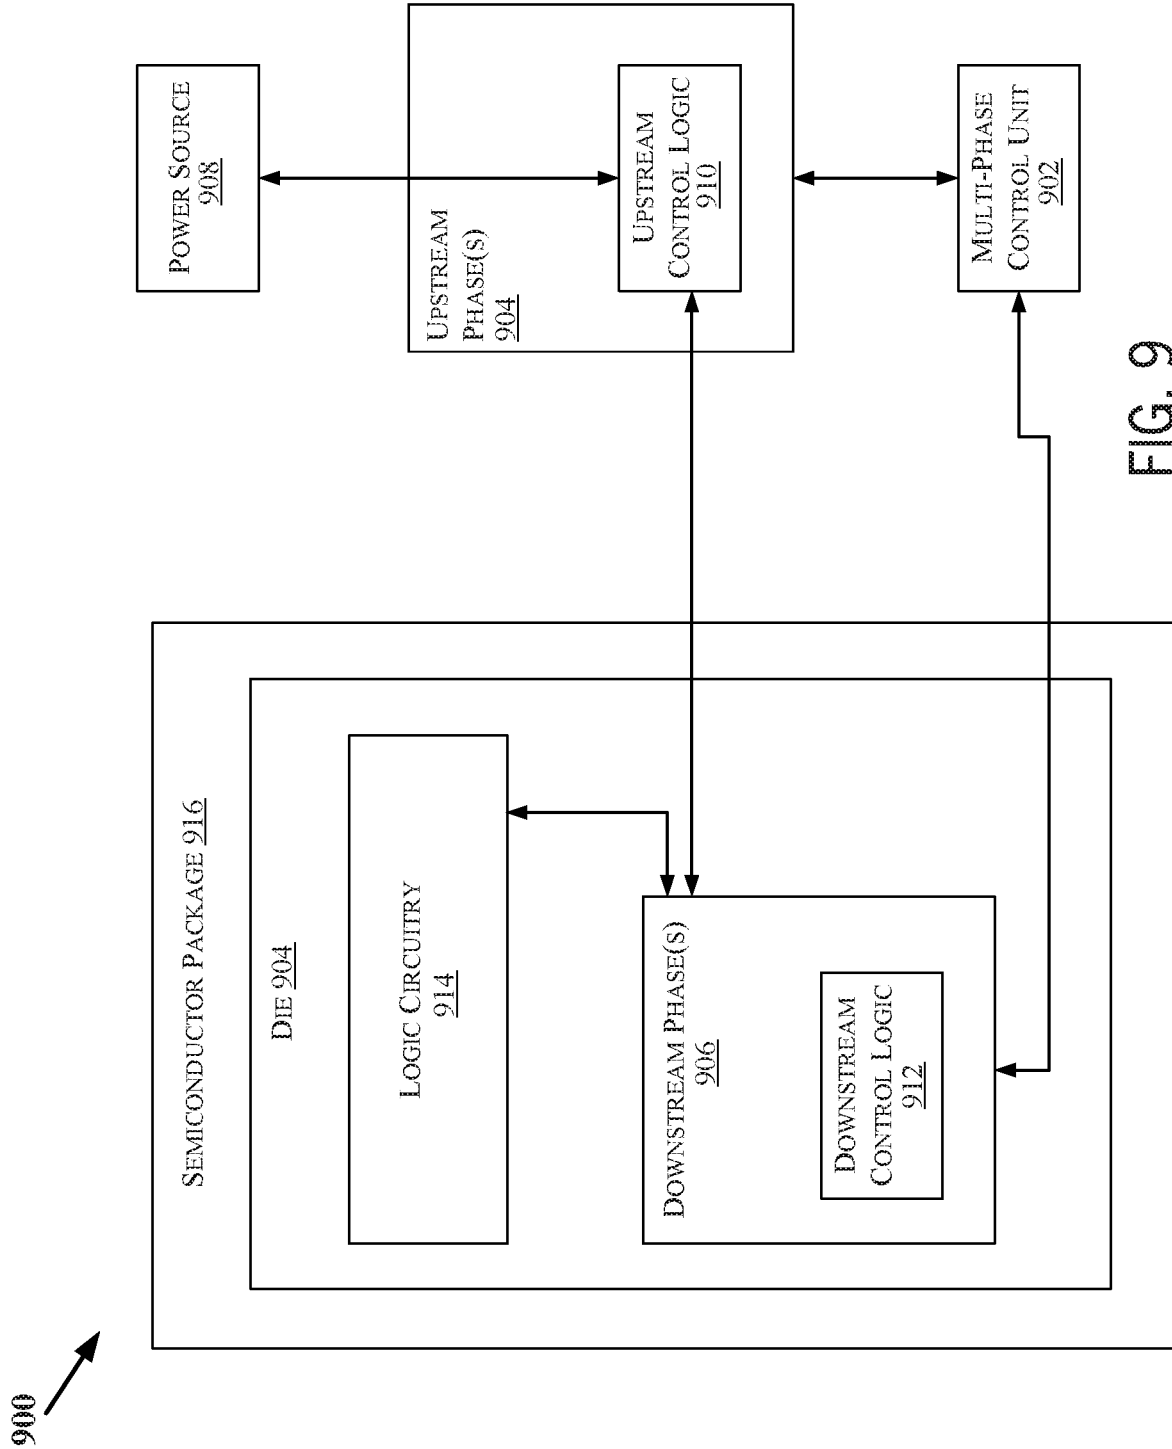 900
SEMICONDUCTOR PACKAGE 916
DIE 904
LOGIC CIRCUITRY
914
DOWNSTREAM PHASE(S)
906
DOWNSTREAM
CONTROL LOGIC
912
POWER SOURCE
908
UPSTREAM
PHASE(S)
904
UPSTREAM
CONTROL LOGIC
910
MULTI-PHASE
CONTROL UNIT
902
FIG. 9